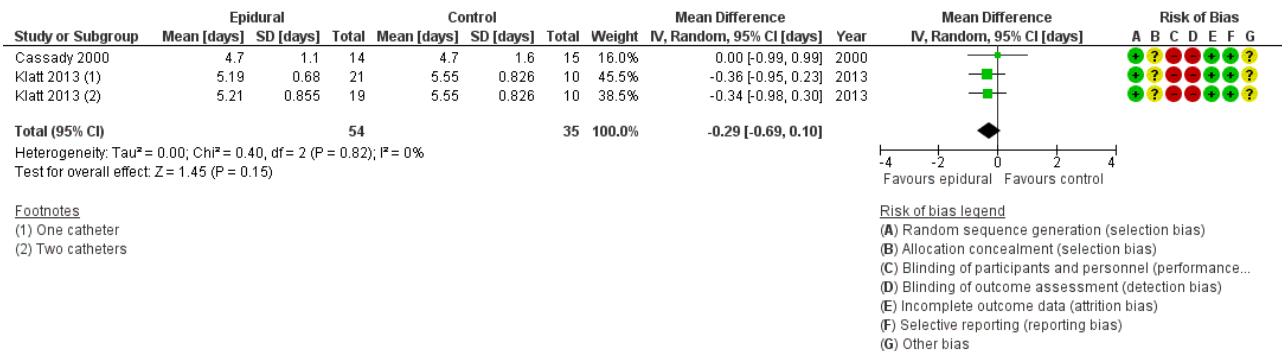 Epidural Control Mean Difference Mean Difference Risk of Bias
Study or Subgroup Mean [days] SD [days] Total Mean [days] SD [days] Total Weight IV, Random, 95% CI [days] Year IV, Random, 95% CI [days] A B C D E F G
Cassady 2000 4.7 1.1 14 4.7 1.6 15 16.0% 0.00 [-0.99, 0.99] 2000 + ? - - + + ?
Klatt 2013 (1) 5.19 0.68 21 5.55 0.826 10 45.5% -0.36 [-0.95, 0.23] 2013 + ? - - + + ?
Klatt 2013 (2) 5.21 0.855 19 5.55 0.826 10 38.5% -0.34 [-0.98, 0.30] 2013 + ? - - + + ?
Total (95% CI) 54 35 100.0% -0.29 [-0.69, 0.10]
Heterogeneity: Tau² = 0.00; Chi² = 0.40, df = 2 (P = 0.82); I² = 0%
Test for overall effect: Z = 1.45 (P = 0.15)
-4 -2 0 2 4
Favours epidural Favours control
Footnotes
(1) One catheter
(2) Two catheters
Risk of bias legend
(A) Random sequence generation (selection bias)
(B) Allocation concealment (selection bias)
(C) Blinding of participants and personnel (performance...
(D) Blinding of outcome assessment (detection bias)
(E) Incomplete outcome data (attrition bias)
(F) Selective reporting (reporting bias)
(G) Other bias